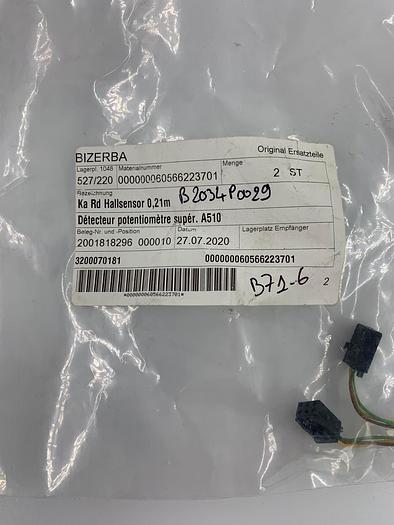 BIZERBA Original Ersatzteile
Lagerpl. 1048 Materialnummer Menge
527/220 000000060566223701 2 ST
Bezeichnung
Ka Rd Hallsensor 0,21m B2034P0029
Détecteur potentiomètre supér. A510
Beleg-Nr und -Position Datum Lagerplatz Empfänger
2001818296 000010 27.07.2020
3200070181 000000060566223701
*000000060566223701* B71-6 2